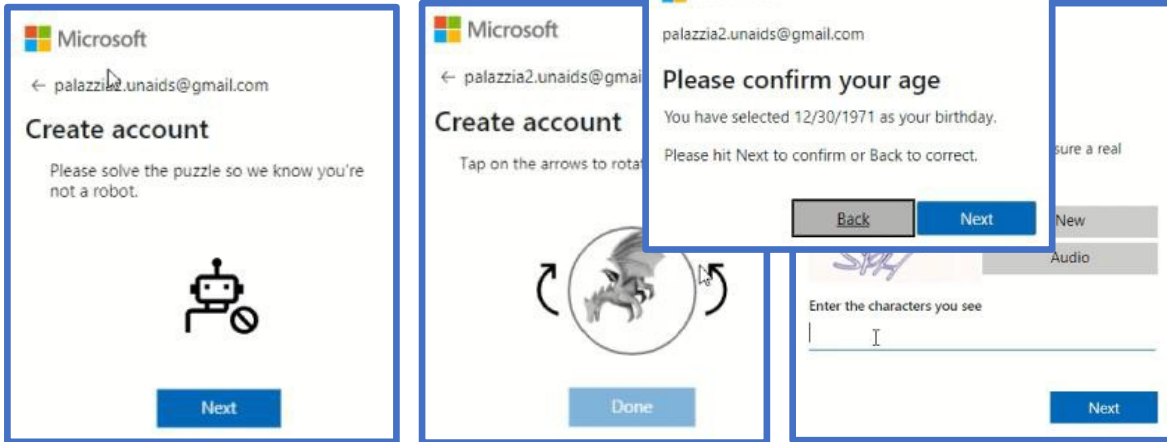 Microsoft
← palazzia2.unaids@gmail.com
Create account
Please solve the puzzle so we know you're
not a robot.
Next
Microsoft
← palazzia2.unaids@gmai
Create account
Tap on the arrows to rotat
Done
palazzia2.unaids@gmail.com
Please confirm your age
You have selected 12/30/1971 as your birthday.
Please hit Next to confirm or Back to correct.
Back
Next
sure a real
New
Audio
Enter the characters you see
Next